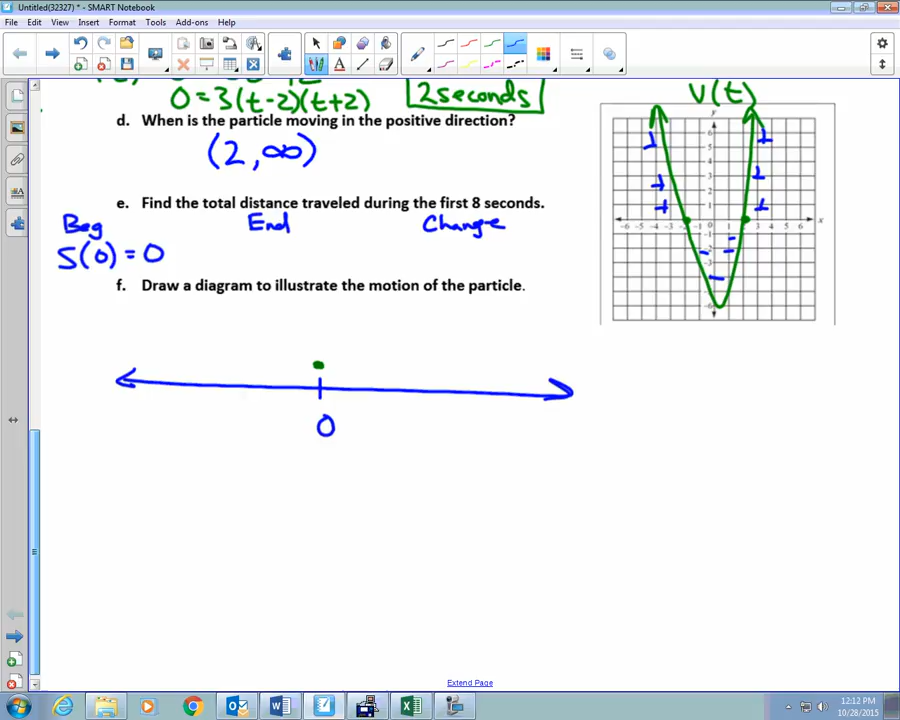 Untitled(32327) * - SMART Notebook
File Edit View Insert Format Tools Add-ons Help
0=3(t-2)(t+2)
2seconds
v(t)
d. When is the particle moving in the positive direction?
(2,∞)
e. Find the total distance traveled during the first 8 seconds.
Beg End Change
S(0)=0
f. Draw a diagram to illustrate the motion of the particle.
0
Extend Page
12:12 PM
10/28/2015